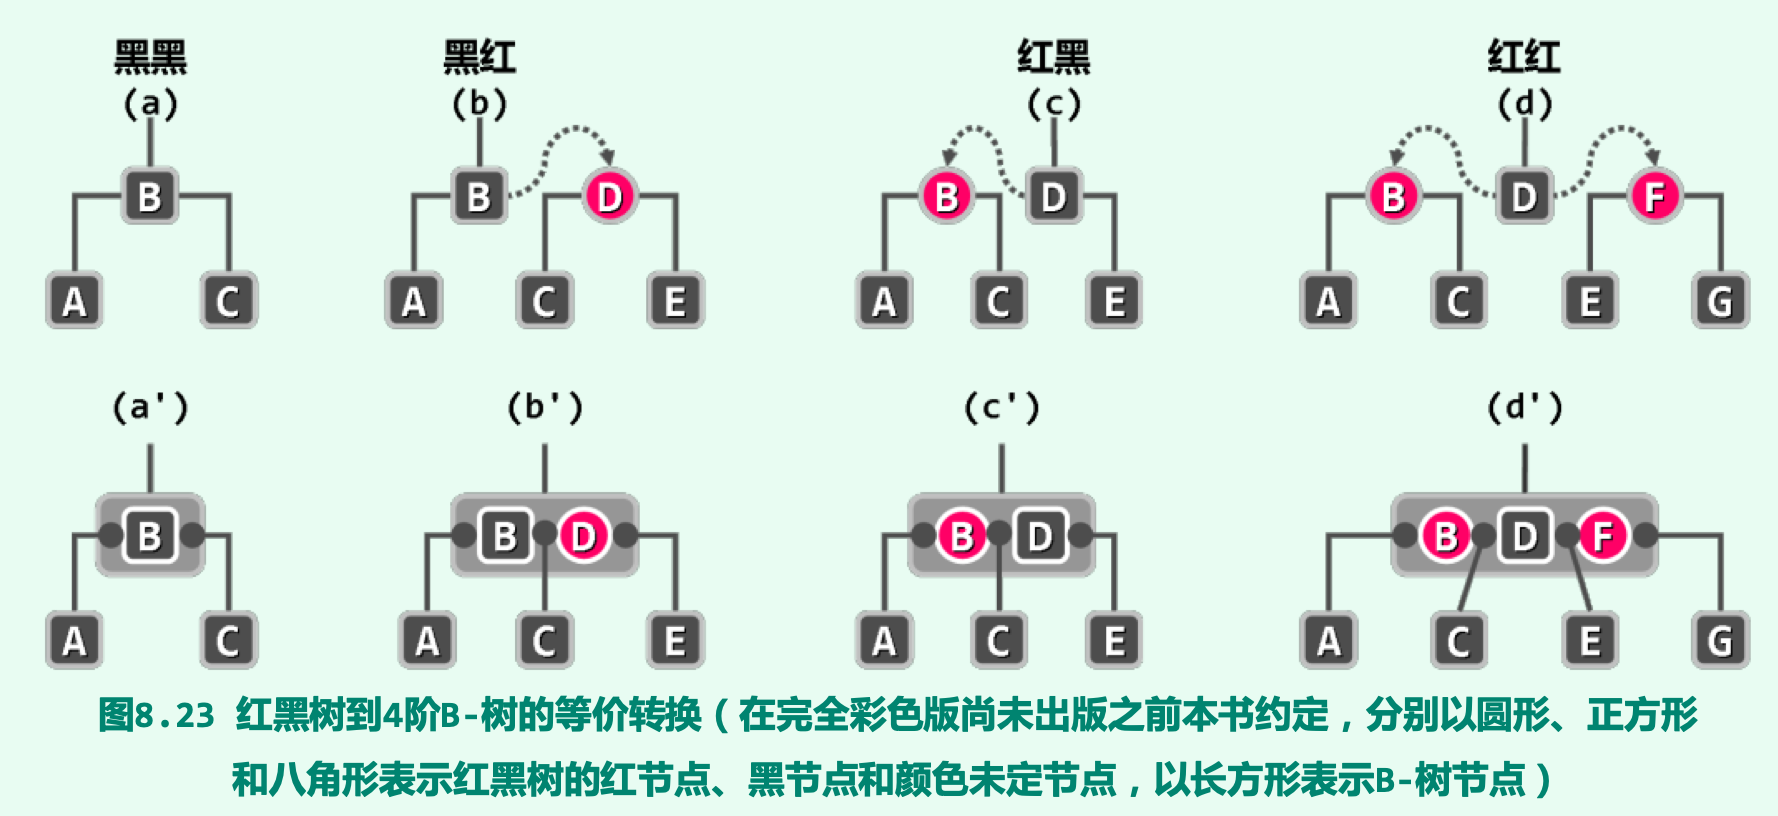 黑黑 黑红 红黑 红红
(a) (b) (c) (d)
B B D B D B D F
A C A C E A C E A C E G
(a') (b') (c') (d')
B B D B D B D F
A C A C E A C E A C E G
图8.23 红黑树到4阶B-树的等价转换（在完全彩色版尚未出版之前本书约定，分别以圆形、正方形
和八角形表示红黑树的红节点、黑节点和颜色未定节点，以长方形表示B-树节点）